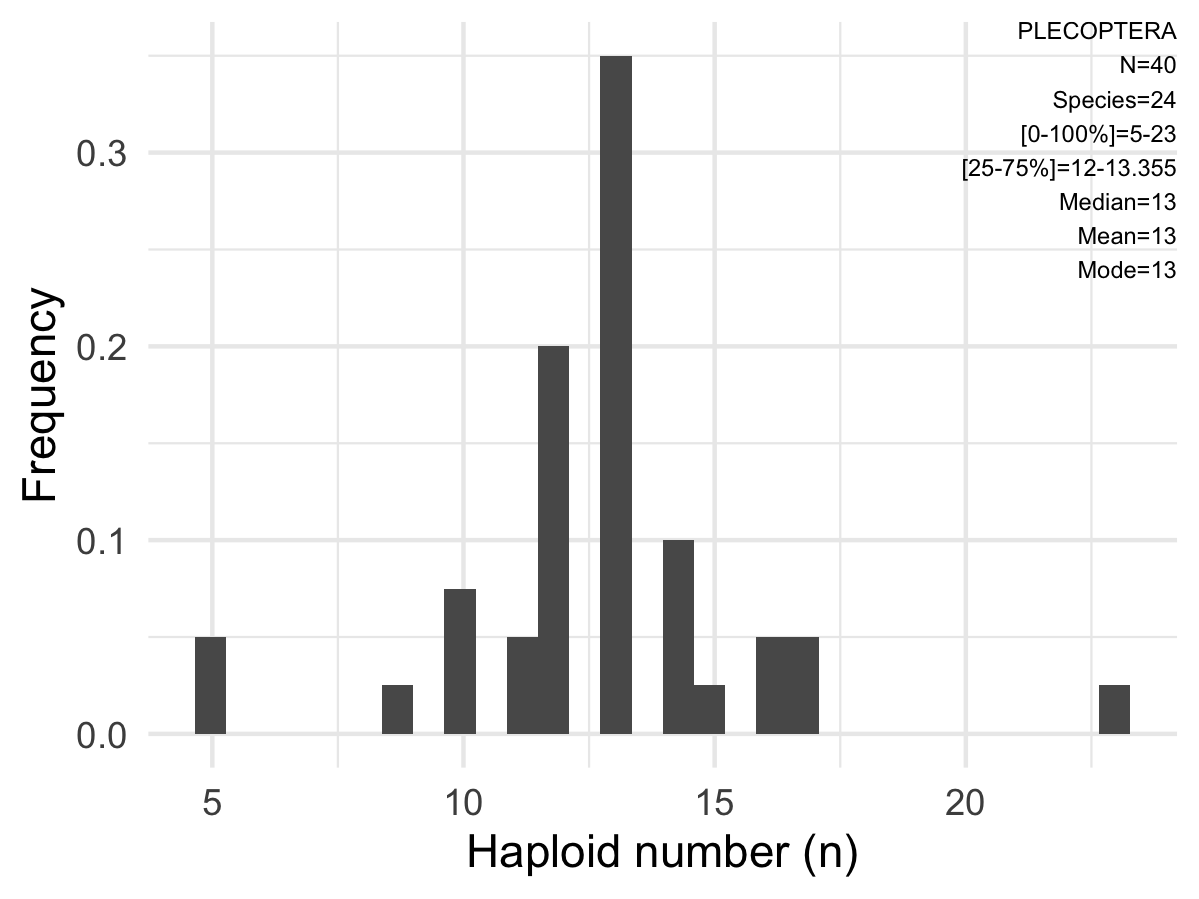 PLECOPTERA
N=40
Species=24
[0-100%]=5-23
[25-75%]=12-13.355
Median=13
Mean=13
Mode=13
Frequency
0.3
0.2
0.1
0.0
5 10 15 20
Haploid number (n)